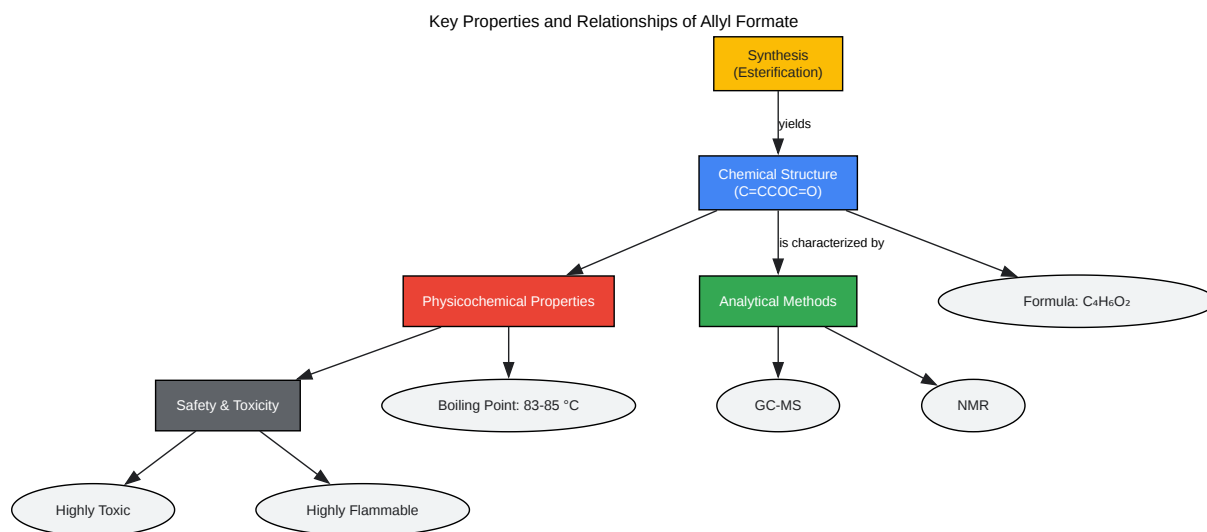 Key Properties and Relationships of Allyl Formate
Synthesis
(Esterification)
yields
Chemical Structure
(C=CCOC=O)
is characterized by
Physicochemical Properties
Analytical Methods
Formula: C₄H₆O₂
Safety & Toxicity
Boiling Point: 83-85 °C
GC-MS
NMR
Highly Toxic
Highly Flammable